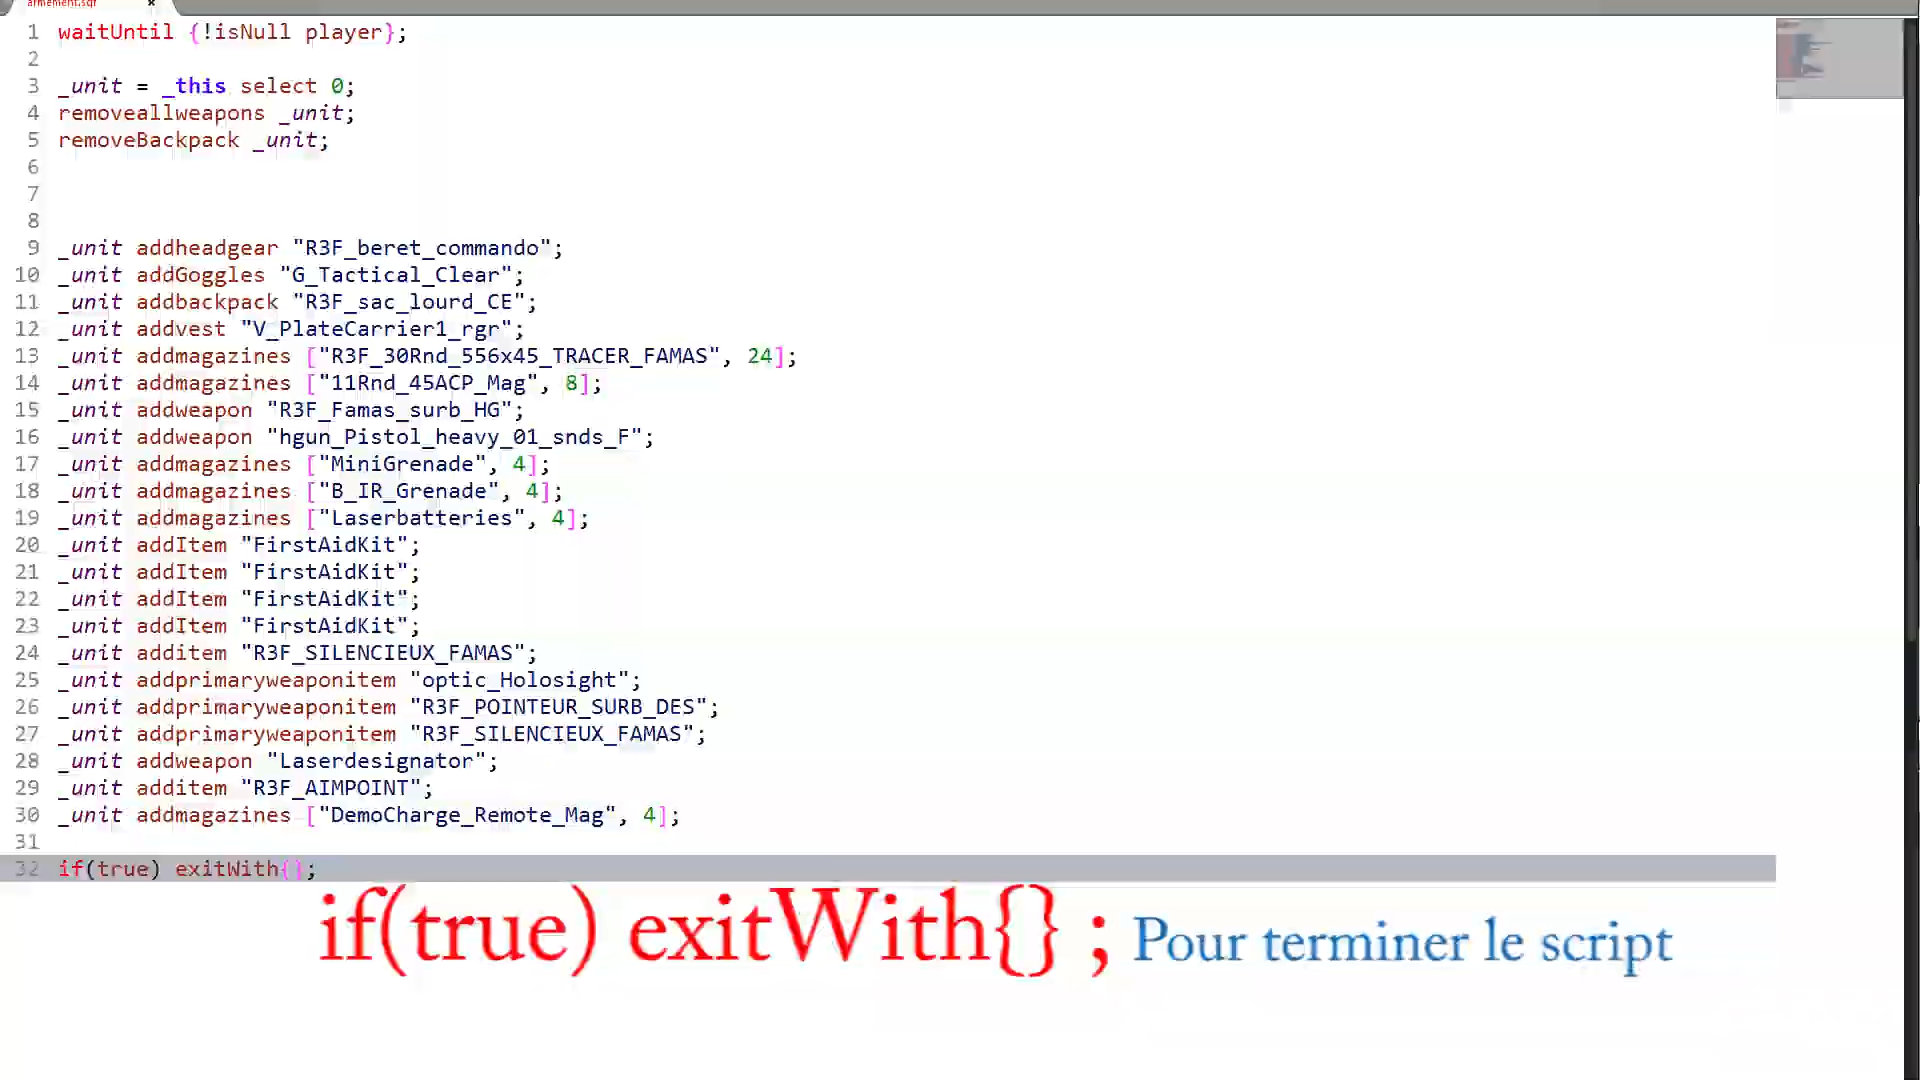 armement.sqf ×
1 waitUntil {!isNull player};
2
3 _unit = _this select 0;
4 removeallweapons _unit;
5 removeBackpack _unit;
6
7
8
9 _unit addheadgear "R3F_beret_commando";
10 _unit addGoggles "G_Tactical_Clear";
11 _unit addbackpack "R3F_sac_lourd_CE";
12 _unit addvest "V_PlateCarrier1_rgr";
13 _unit addmagazines ["R3F_30Rnd_556x45_TRACER_FAMAS", 24];
14 _unit addmagazines ["11Rnd_45ACP_Mag", 8];
15 _unit addweapon "R3F_Famas_surb_HG";
16 _unit addweapon "hgun_Pistol_heavy_01_snds_F";
17 _unit addmagazines ["MiniGrenade", 4];
18 _unit addmagazines ["B_IR_Grenade", 4];
19 _unit addmagazines ["Laserbatteries", 4];
20 _unit addItem "FirstAidKit";
21 _unit addItem "FirstAidKit";
22 _unit addItem "FirstAidKit";
23 _unit addItem "FirstAidKit";
24 _unit additem "R3F_SILENCIEUX_FAMAS";
25 _unit addprimaryweaponitem "optic_Holosight";
26 _unit addprimaryweaponitem "R3F_POINTEUR_SURB_DES";
27 _unit addprimaryweaponitem "R3F_SILENCIEUX_FAMAS";
28 _unit addweapon "Laserdesignator";
29 _unit additem "R3F_AIMPOINT";
30 _unit addmagazines ["DemoCharge_Remote_Mag", 4];
31
32 if(true) exitWith{};
if(true) exitWith{} ; Pour terminer le script